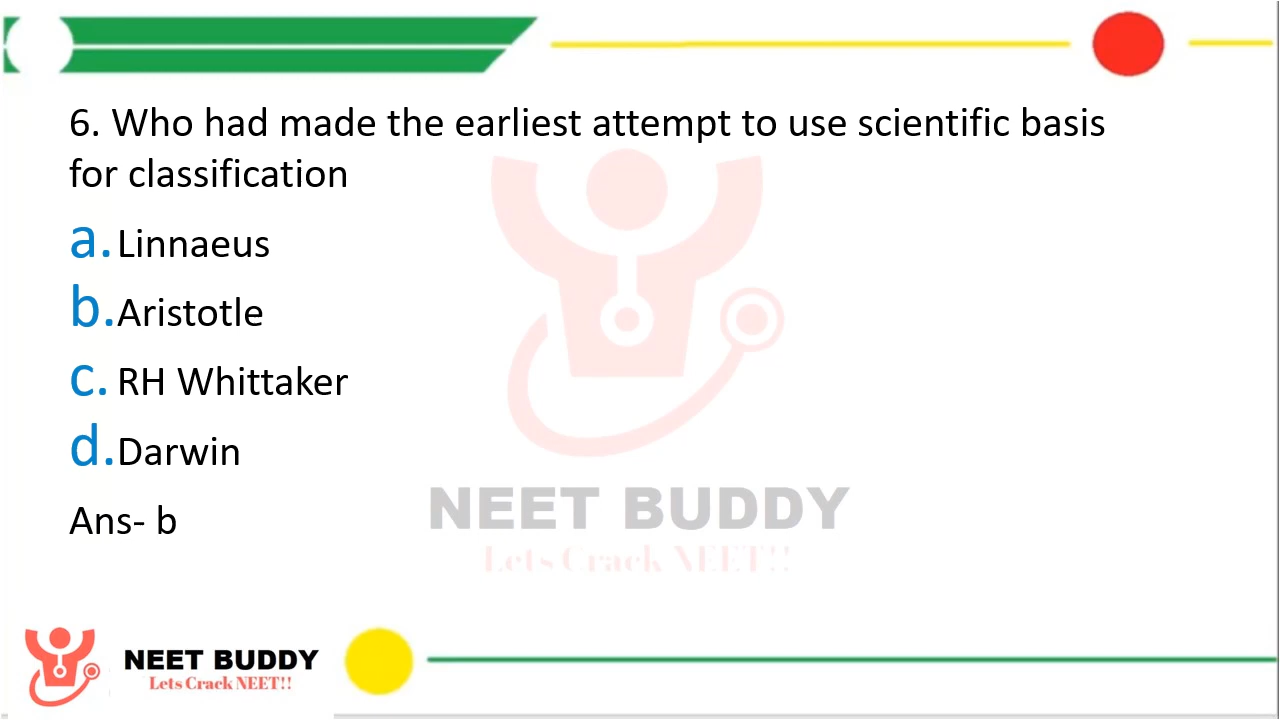 6. Who had made the earliest attempt to use scientific basis
for classification
a. Linnaeus
b. Aristotle
c. RH Whittaker
d. Darwin
Ans- b
NEET BUDDY
Lets Crack NEET!!
NEET BUDDY
Lets Crack NEET!!